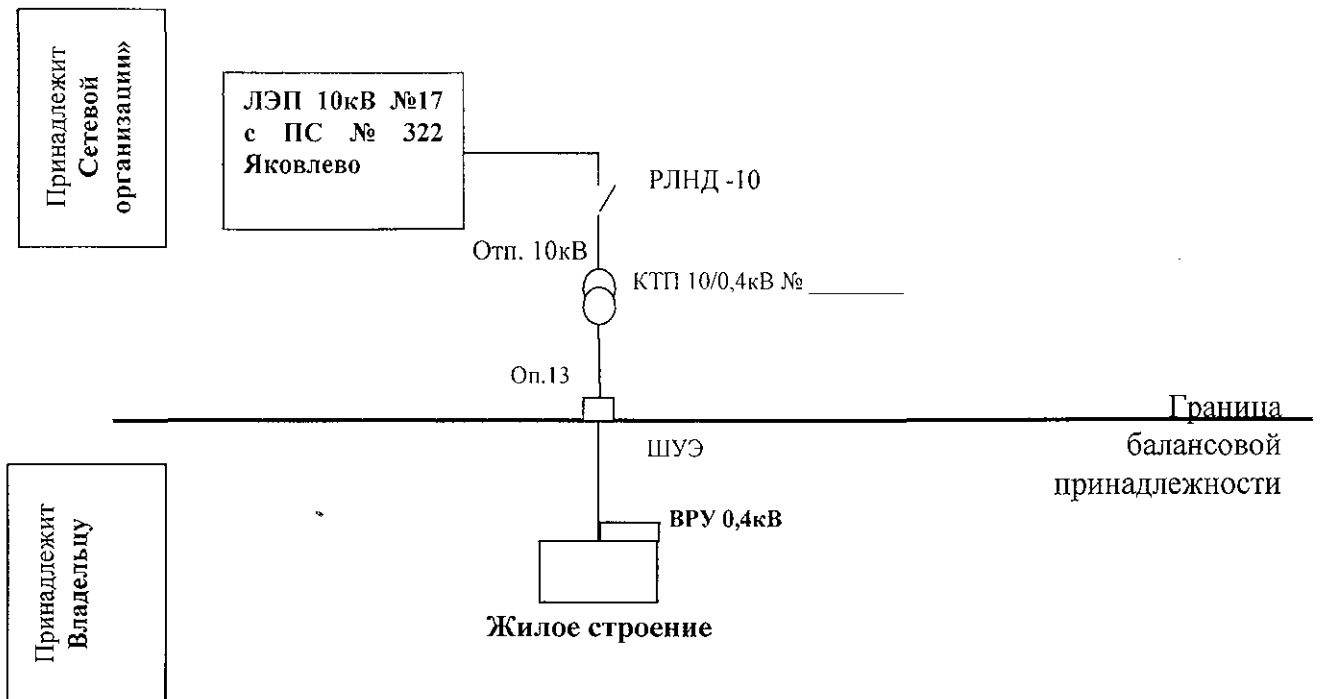 Принадлежит
Сетевой
организации»
ЛЭП 10кВ №17
с ПС № 322
Яковлево
РЛНД -10
Отп. 10кВ
КТП 10/0,4кВ № ________
Оп.13
Граница
балансовой
принадлежности
ШУЭ
ВРУ 0,4кВ
Принадлежит
Владельцу
Жилое строение